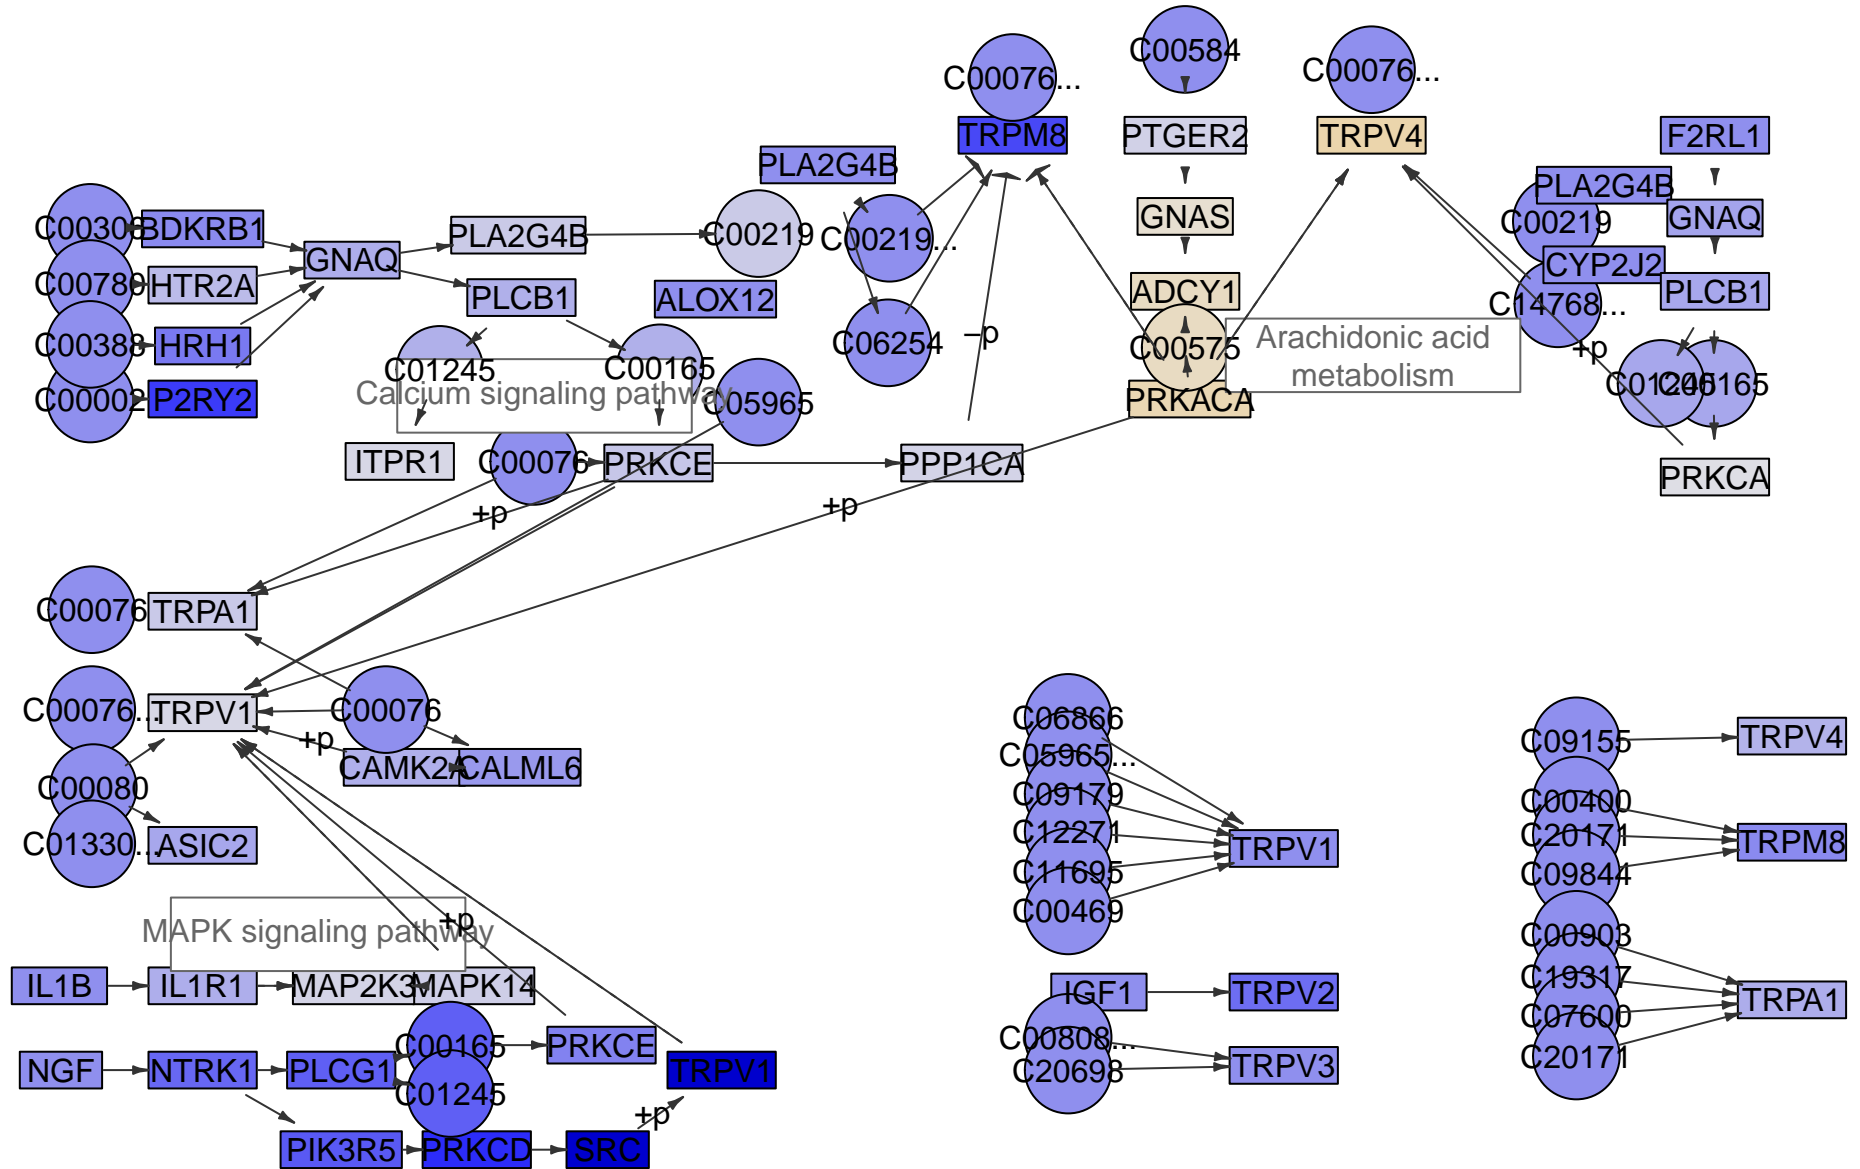 C00584
C00076...
C00076...
TRPM8
PTGER2
TRPV4
F2RL1
PLA2G4B
PLA2G4B
C00308
BDKRB1
PLA2G4B
C00219
C00219...
GNAS
C00219
GNAQ
GNAQ
C00780
HTR2A
PLCB1
ALOX12
ADCY1
CYP2J2
PLCB1
C14768...
C00388
HRH1
C01245
C00165
C06254
−p
C00575
Arachidonic acid
metabolism
+p
C00002
P2RY2
Calcium signaling pathway
C05965
PRKACA
C01245
C00165
ITPR1
C00076
PRKCE
PPP1CA
PRKCA
+p
+p
C00076
TRPA1
C00076...
TRPV1
C00076
+p
CAMK2A
CALML6
C00080
C01330...
ASIC2
C06866
C05965...
C09179
C12271
C11695
C00469
TRPV1
C09155
TRPV4
C00400
C20171
C09844
TRPM8
MAPK signaling pathway
+p
C00903
C19317
C07600
C20171
TRPA1
IL1B
IL1R1
MAP2K3
MAPK14
IGF1
TRPV2
C00165
PRKCE
C00808...
C20698
TRPV3
NGF
NTRK1
PLCG1
C01245
TRPV1
+p
PIK3R5
PRKCD
SRC